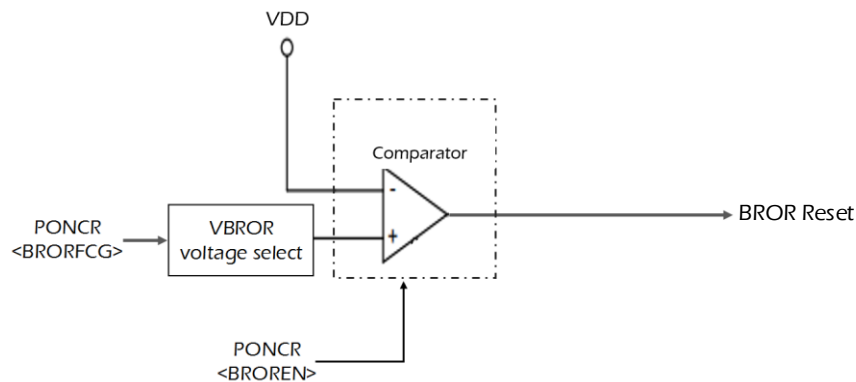 VDD
Comparator
-
+
PONCR
<BRORFCG>
VBROR
voltage select
BROR Reset
PONCR
<BROREN>